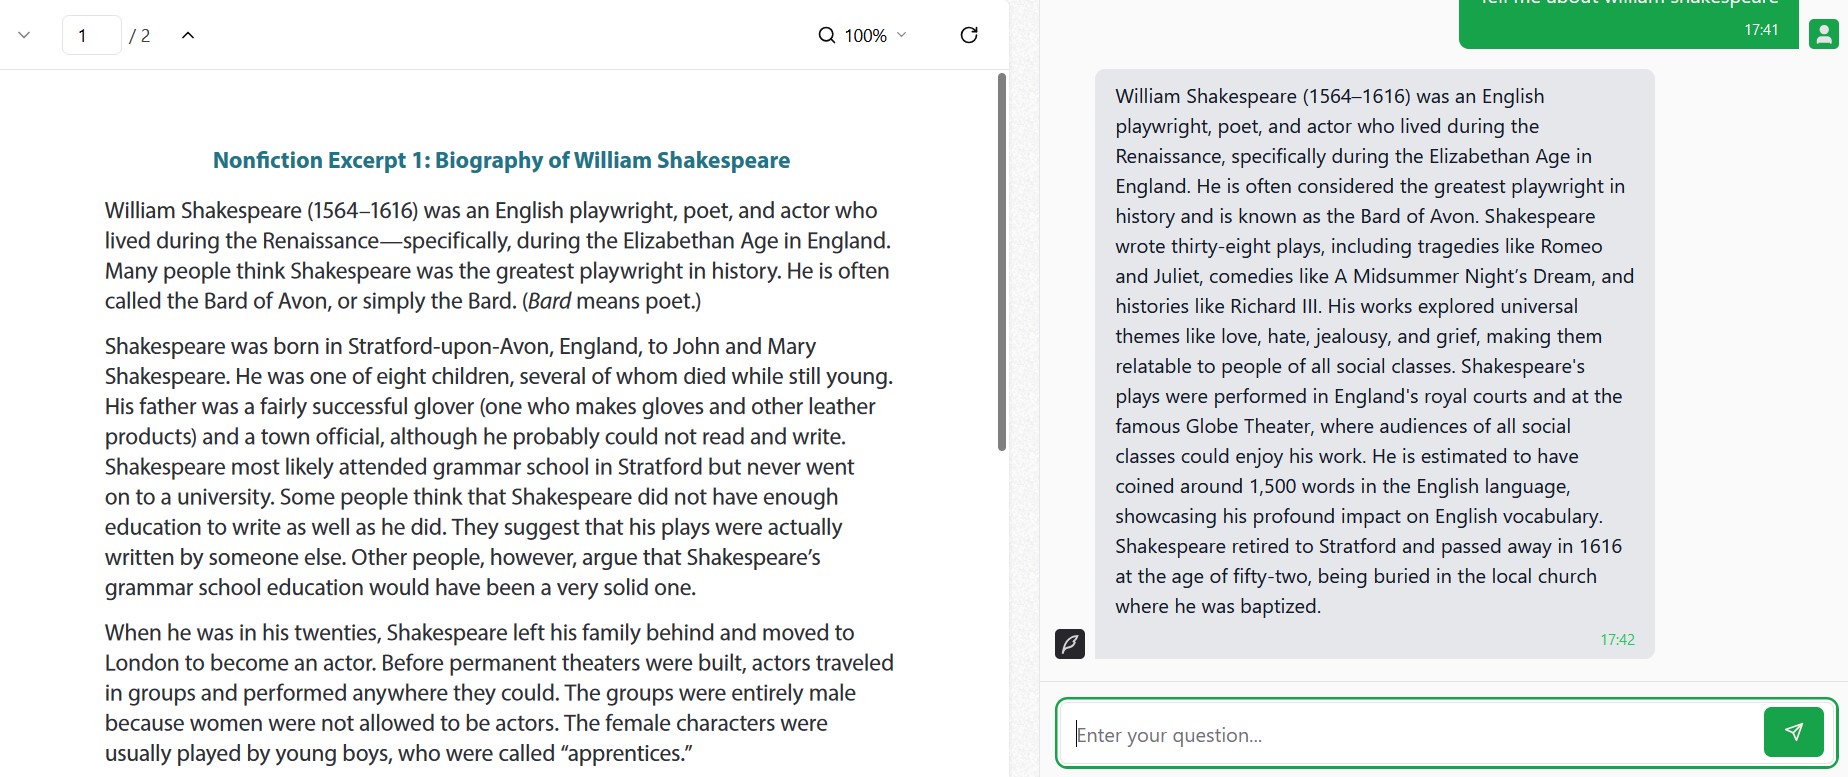 1 / 2
100%
Nonfiction Excerpt 1: Biography of William Shakespeare
William Shakespeare (1564–1616) was an English playwright, poet, and actor who
lived during the Renaissance—specifically, during the Elizabethan Age in England.
Many people think Shakespeare was the greatest playwright in history. He is often
called the Bard of Avon, or simply the Bard. (Bard means poet.)
Shakespeare was born in Stratford-upon-Avon, England, to John and Mary
Shakespeare. He was one of eight children, several of whom died while still young.
His father was a fairly successful glover (one who makes gloves and other leather
products) and a town official, although he probably could not read and write.
Shakespeare most likely attended grammar school in Stratford but never went
on to a university. Some people think that Shakespeare did not have enough
education to write as well as he did. They suggest that his plays were actually
written by someone else. Other people, however, argue that Shakespeare’s
grammar school education would have been a very solid one.
When he was in his twenties, Shakespeare left his family behind and moved to
London to become an actor. Before permanent theaters were built, actors traveled
in groups and performed anywhere they could. The groups were entirely male
because women were not allowed to be actors. The female characters were
usually played by young boys, who were called “apprentices.”
Tell me about william shakespeare
17:41
William Shakespeare (1564–1616) was an English
playwright, poet, and actor who lived during the
Renaissance, specifically during the Elizabethan Age in
England. He is often considered the greatest playwright in
history and is known as the Bard of Avon. Shakespeare
wrote thirty-eight plays, including tragedies like Romeo
and Juliet, comedies like A Midsummer Night’s Dream, and
histories like Richard III. His works explored universal
themes like love, hate, jealousy, and grief, making them
relatable to people of all social classes. Shakespeare's
plays were performed in England's royal courts and at the
famous Globe Theater, where audiences of all social
classes could enjoy his work. He is estimated to have
coined around 1,500 words in the English language,
showcasing his profound impact on English vocabulary.
Shakespeare retired to Stratford and passed away in 1616
at the age of fifty-two, being buried in the local church
where he was baptized.
17:42
Enter your question...